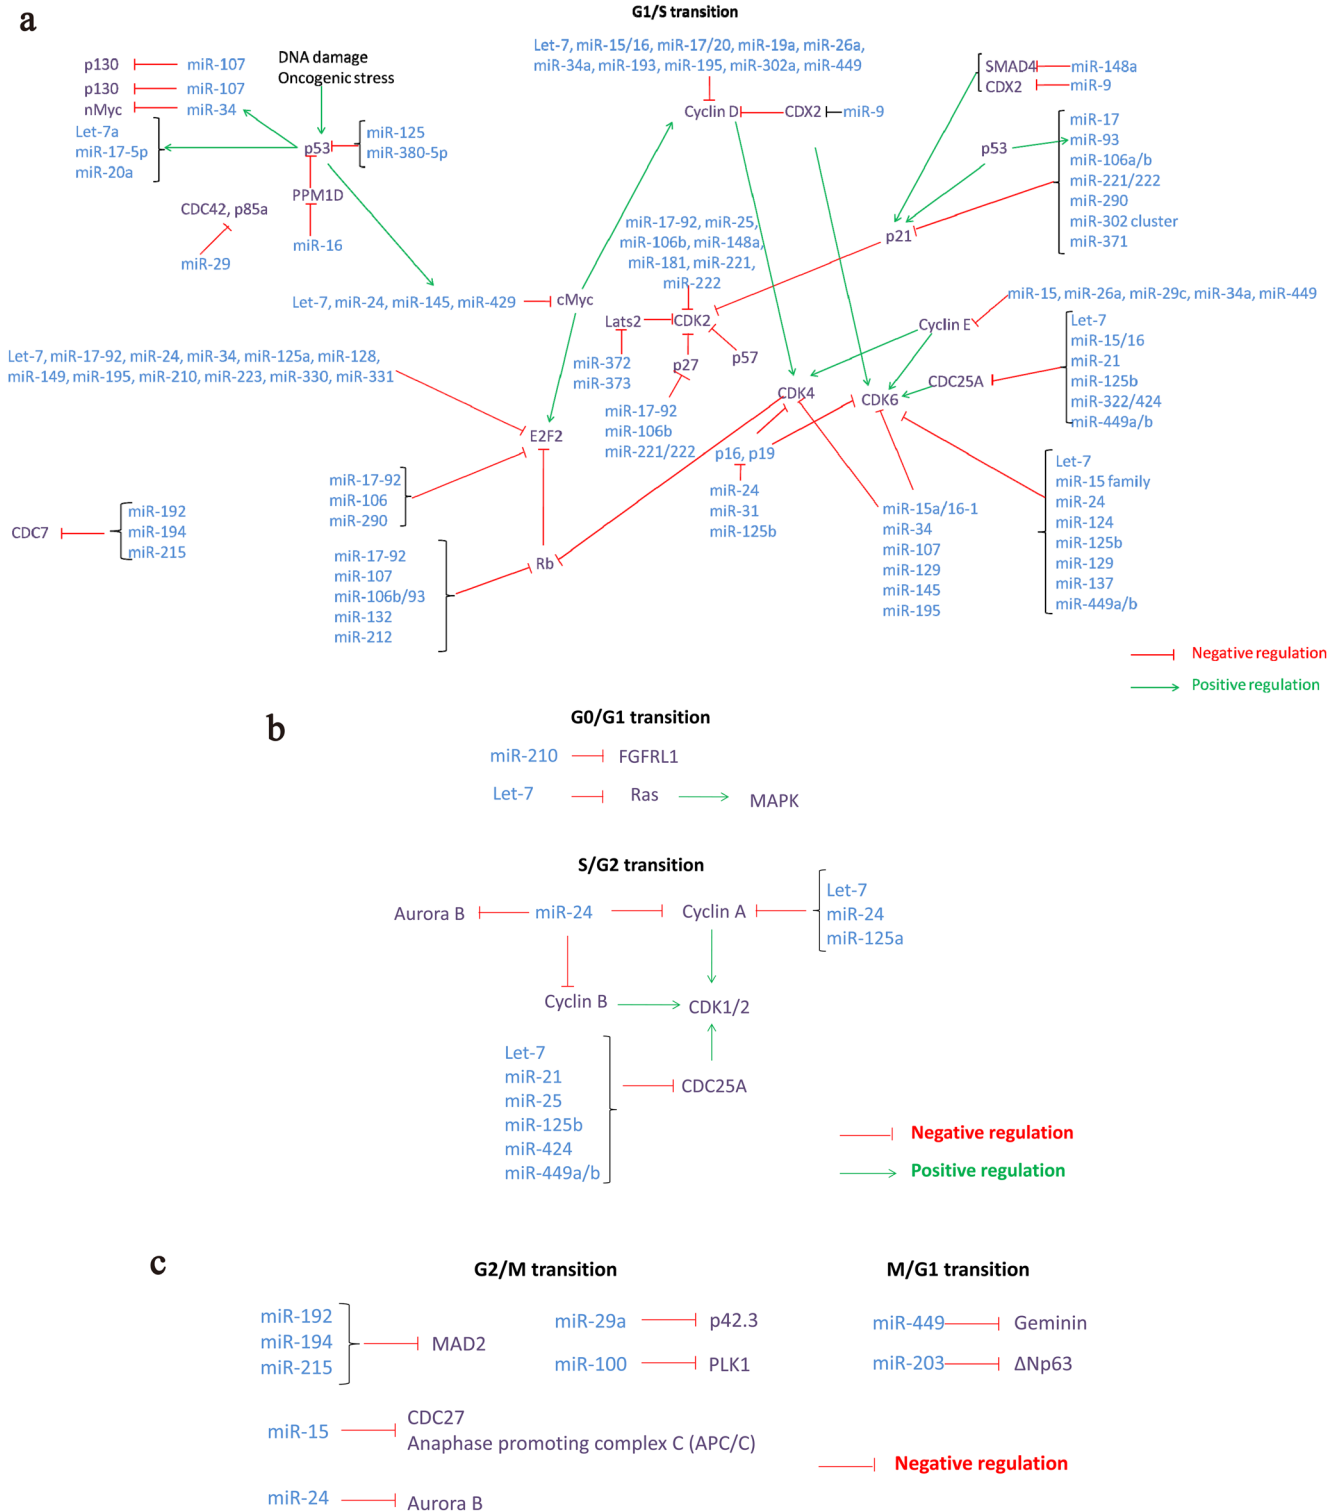 a
G1/S transition
p130
miR-107
p130
miR-107
nMyc
miR-34
Let-7a
miR-17-5p
miR-20a
DNA damage
Oncogenic stress
p53
miR-125
miR-380-5p
PPM1D
miR-16
CDC42, p85a
miR-29
Let-7, miR-15/16, miR-17/20, miR-19a, miR-26a,
miR-34a, miR-193, miR-195, miR-302a, miR-449
Cyclin D
CDX2
miR-9
SMAD4
miR-148a
CDX2
miR-9
p53
miR-17
miR-93
miR-106a/b
miR-221/222
miR-290
miR-302 cluster
miR-371
p21
miR-17-92, miR-25,
miR-106b, miR-148a,
miR-181, miR-221,
miR-222
Let-7, miR-24, miR-145, miR-429
cMyc
Lats2
CDK2
miR-372
miR-373
p27
p57
miR-17-92
miR-106b
miR-221/222
miR-15, miR-26a, miR-29c, miR-34a, miR-449
Cyclin E
Let-7
miR-15/16
miR-21
miR-125b
miR-322/424
miR-449a/b
CDC25A
CDK4
CDK6
Let-7, miR-17-92, miR-24, miR-34, miR-125a, miR-128,
miR-149, miR-195, miR-210, miR-223, miR-330, miR-331
E2F2
p16, p19
miR-24
miR-31
miR-125b
miR-17-92
miR-106
miR-290
CDC7
miR-192
miR-194
miR-215
miR-17-92
miR-107
miR-106b/93
miR-132
miR-212
Rb
miR-15a/16-1
miR-34
miR-107
miR-129
miR-145
miR-195
Let-7
miR-15 family
miR-24
miR-124
miR-125b
miR-129
miR-137
miR-449a/b
Negative regulation
Positive regulation
b
G0/G1 transition
miR-210
FGFRL1
Let-7
Ras
MAPK
S/G2 transition
Aurora B
miR-24
Cyclin A
Let-7
miR-24
miR-125a
Cyclin B
CDK1/2
Let-7
miR-21
miR-25
miR-125b
miR-424
miR-449a/b
CDC25A
Negative regulation
Positive regulation
c
G2/M transition
M/G1 transition
miR-192
miR-194
miR-215
MAD2
miR-29a
p42.3
miR-100
PLK1
miR-449
Geminin
miR-203
ΔNp63
miR-15
CDC27
Anaphase promoting complex C (APC/C)
miR-24
Aurora B
Negative regulation